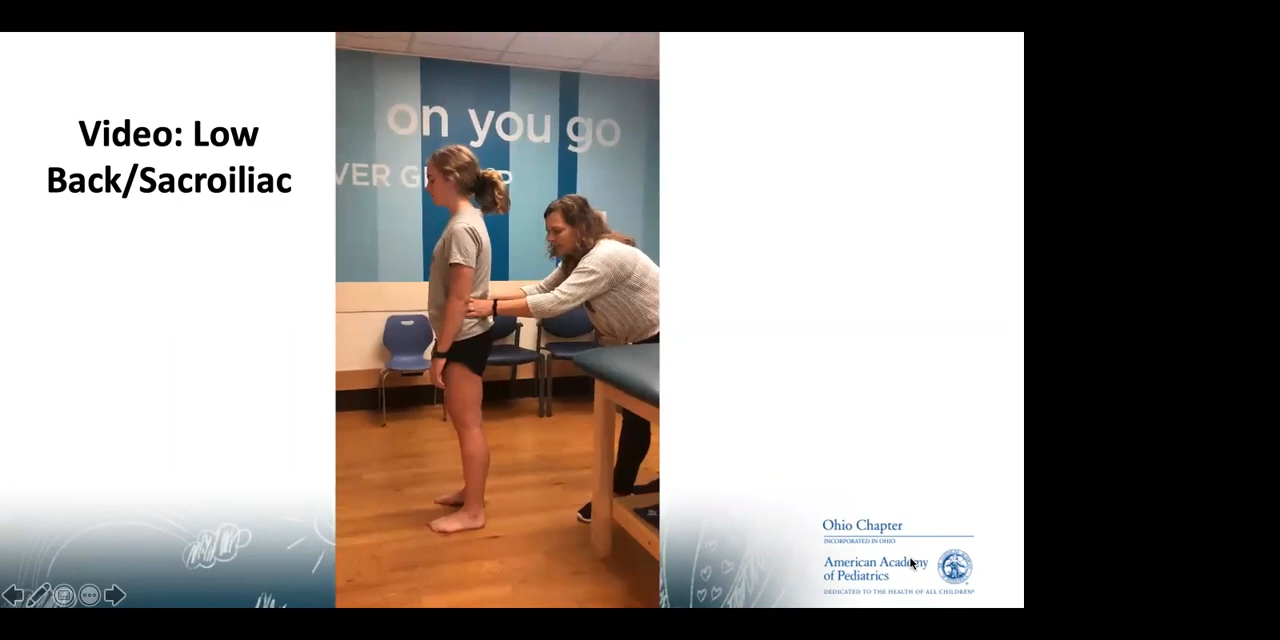 Video: Low
Back/Sacroiliac
on you go
VER G
P
Ohio Chapter
INCORPORATED IN OHIO
American Academy
of Pediatrics
DEDICATED TO THE HEALTH OF ALL CHILDREN®